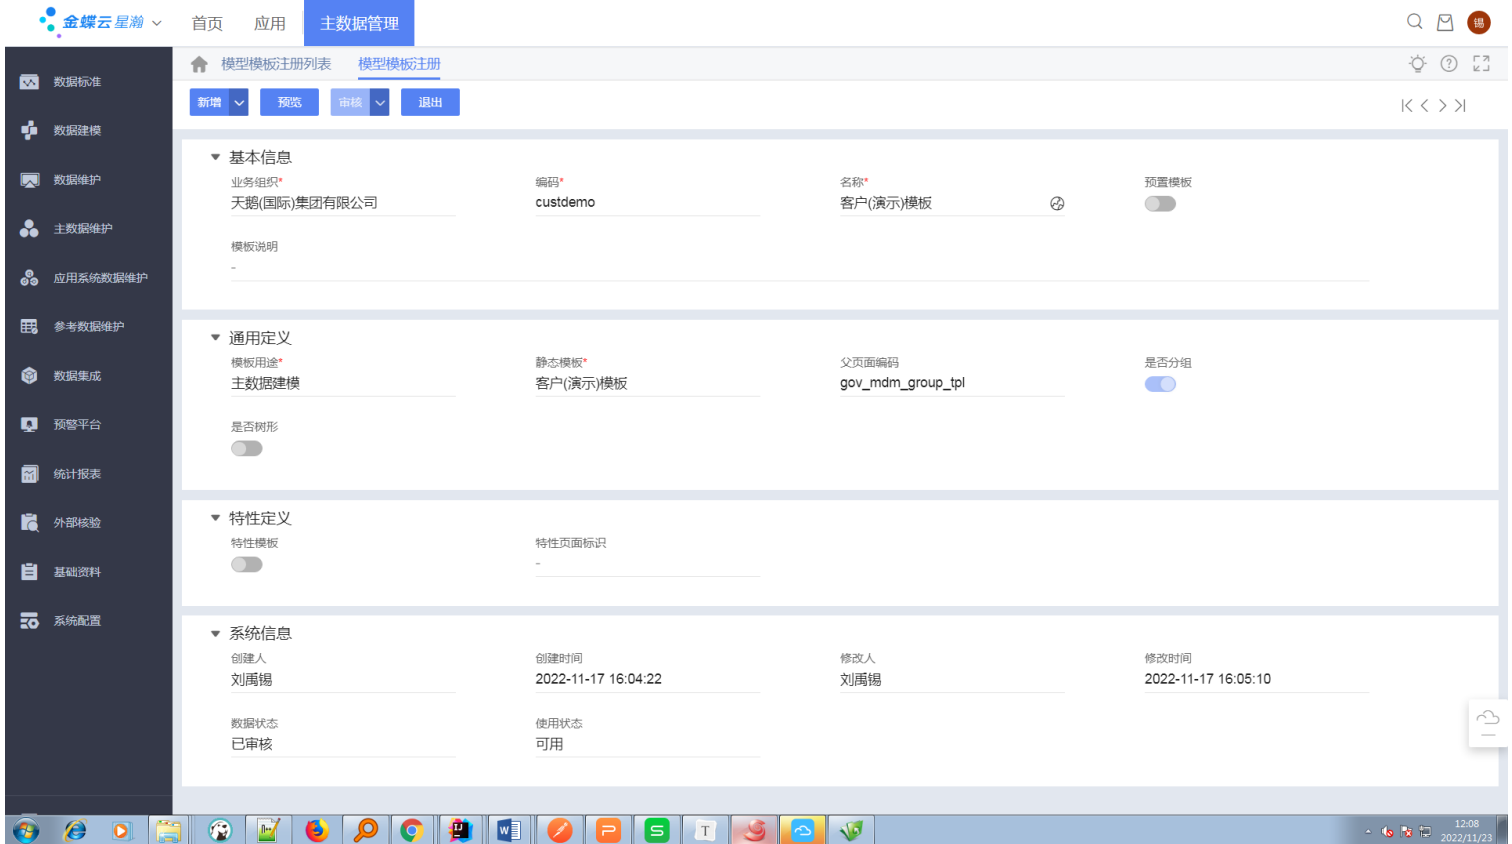 金蝶云星瀚 首页 应用 主数据管理 锡
模型模板注册列表 模型模板注册
新增 预览 审核 退出
数据标准
数据建模
数据维护
主数据维护
应用系统数据维护
参考数据维护
数据集成
预警平台
统计报表
外部核验
基础资料
系统配置
基本信息
业务组织* 编码* 名称* 预置模板
天鹅(国际)集团有限公司 custdemo 客户(演示)模板
模板说明
-
通用定义
模板用途* 静态模板* 父页面编码 是否分组
主数据建模 客户(演示)模板 gov_mdm_group_tpl
是否树形
特性定义
特性模板 特性页面标识
-
系统信息
创建人 创建时间 修改人 修改时间
刘禹锡 2022-11-17 16:04:22 刘禹锡 2022-11-17 16:05:10
数据状态 使用状态
已审核 可用
12:08
2022/11/23